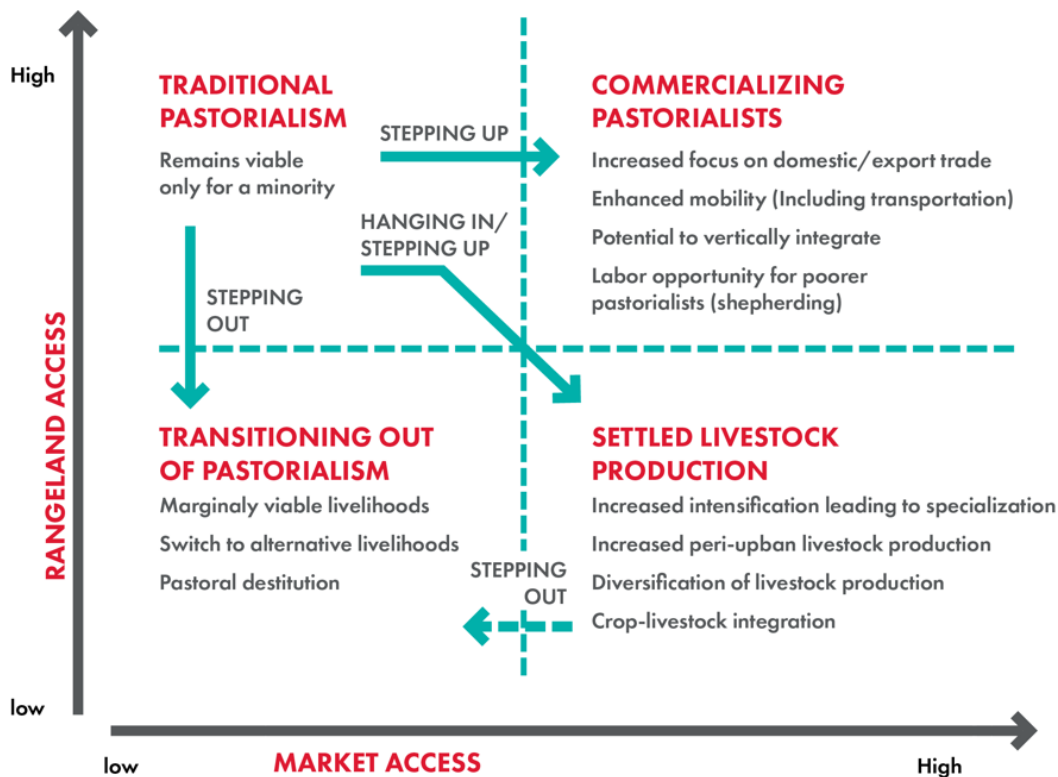 High
TRADITIONAL
PASTORIALISM
Remains viable
only for a minority
STEPPING UP
COMMERCIALIZING
PASTORIALISTS
Increased focus on domestic/export trade
Enhanced mobility (Including transportation)
Potential to vertically integrate
Labor opportunity for poorer
pastorialists (shepherding)
HANGING IN/
STEPPING UP
STEPPING
OUT
RANGELAND ACCESS
TRANSITIONING OUT
OF PASTORIALISM
Marginaly viable livelihoods
Switch to alternative livelihoods
Pastoral destitution
SETTLED LIVESTOCK
PRODUCTION
Increased intensification leading to specialization
Increased peri-upban livestock production
Diversification of livestock production
Crop-livestock integration
STEPPING
OUT
low
low
MARKET ACCESS
High